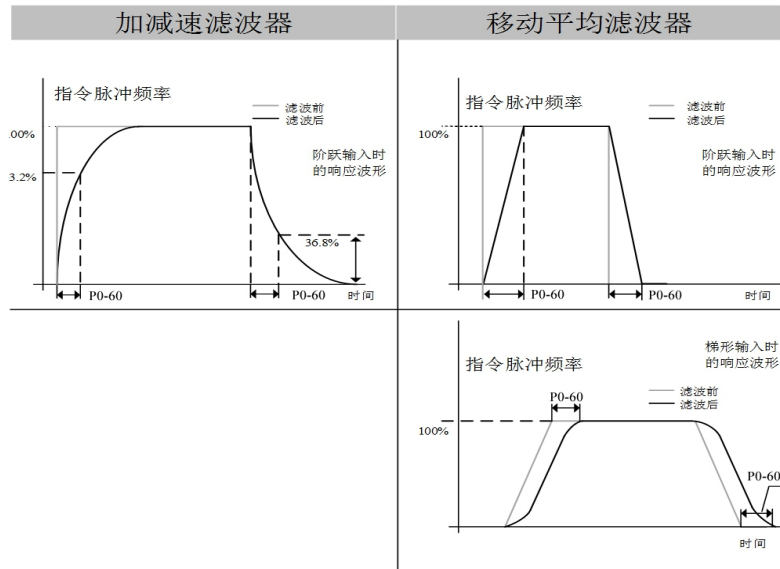 加减速滤波器
移动平均滤波器
指令脉冲频率
滤波前
滤波后
00%
阶跃输入时
的响应波形
3.2%
36.8%
P0-60
P0-60
时间
指令脉冲频率
滤波前
滤波后
100%
阶跃输入时
的响应波形
P0-60
P0-60
时间
梯形输入时
的响应波形
指令脉冲频率
滤波前
滤波后
P0-60
100%
P0-60
时间